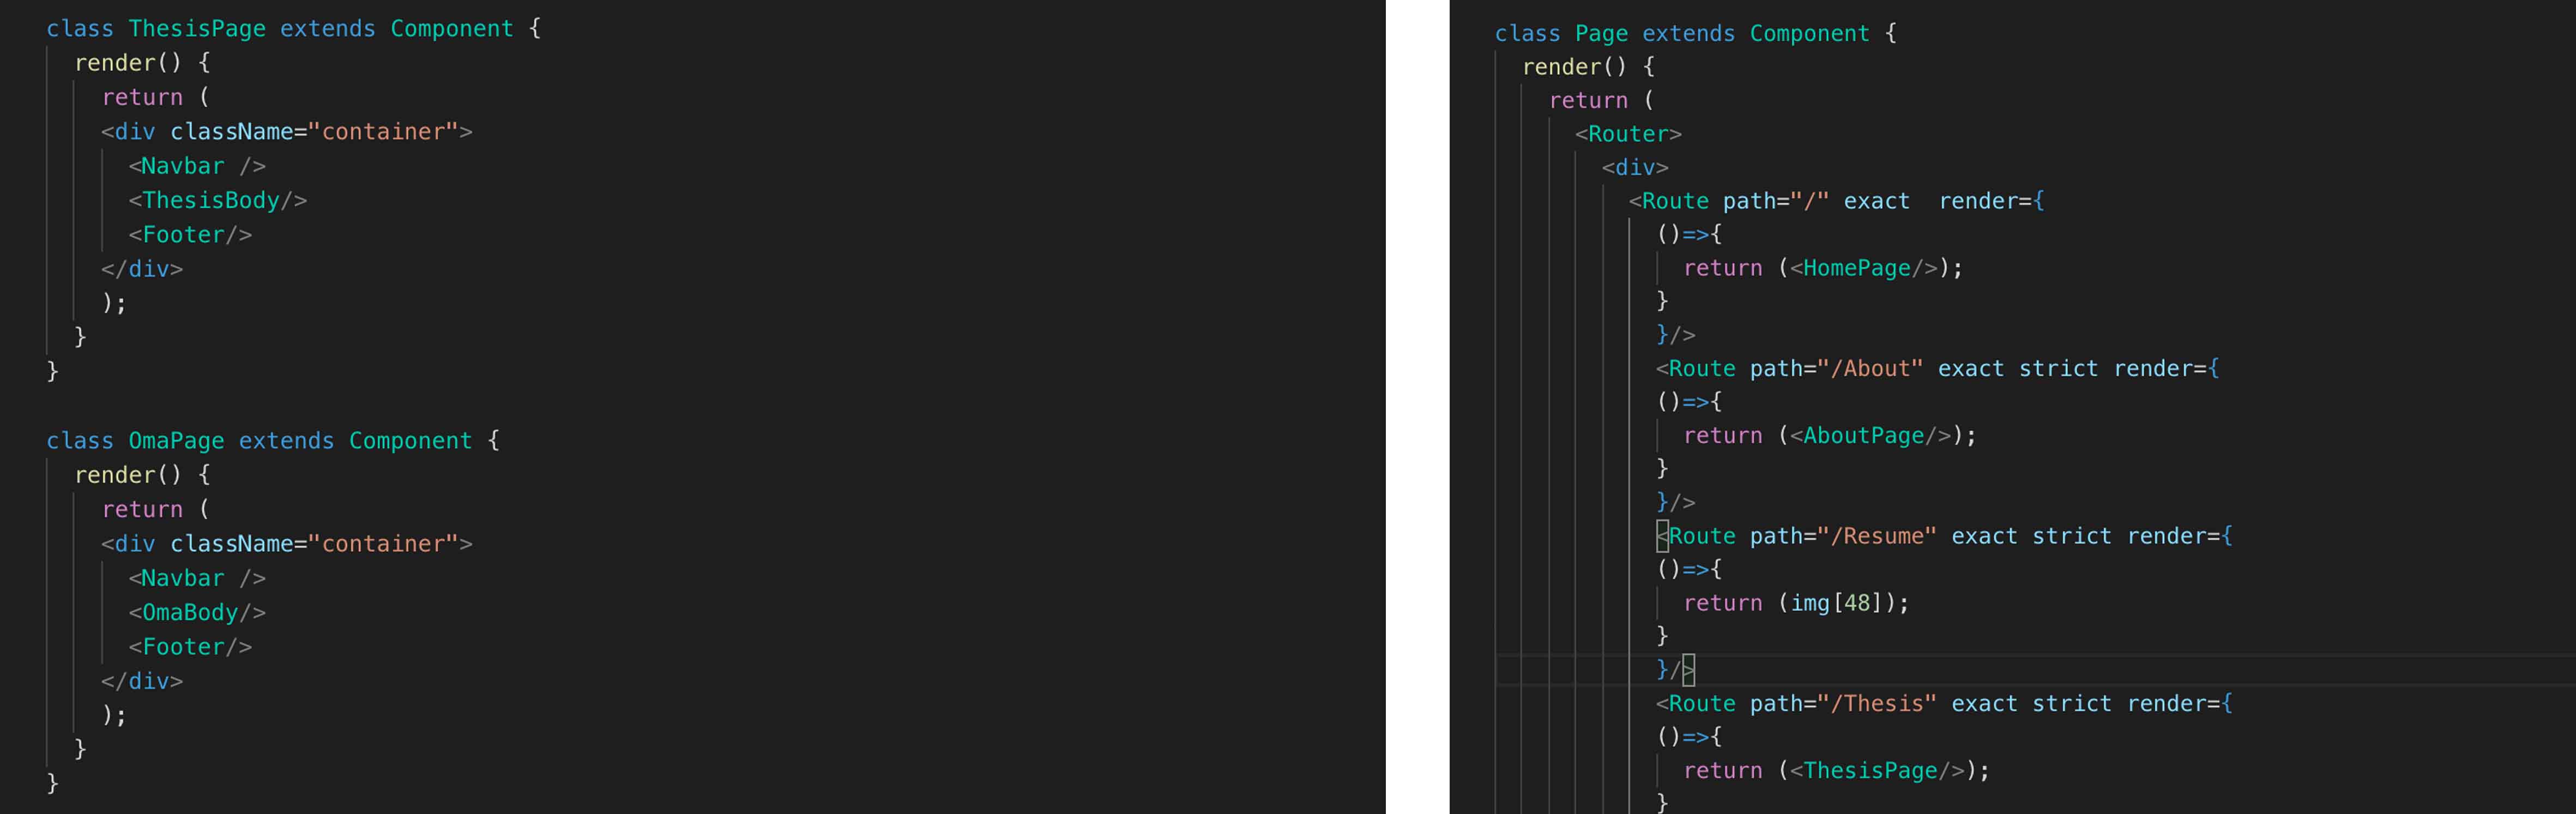 class ThesisPage extends Component {
render() {
return (
<div className="container">
<Navbar />
<ThesisBody/>
<Footer/>
</div>
);
}
}
class OmaPage extends Component {
render() {
return (
<div className="container">
<Navbar />
<OmaBody/>
<Footer/>
</div>
);
}
}
class Page extends Component {
render() {
return (
<Router>
<div>
<Route path="/" exact  render={
()=>{
return (<HomePage/>);
}
}/>
<Route path="/About" exact strict render={
()=>{
return (<AboutPage/>);
}
}/>
<Route path="/Resume" exact strict render={
()=>{
return (img[48]);
}
}/>
<Route path="/Thesis" exact strict render={
()=>{
return (<ThesisPage/>);
}